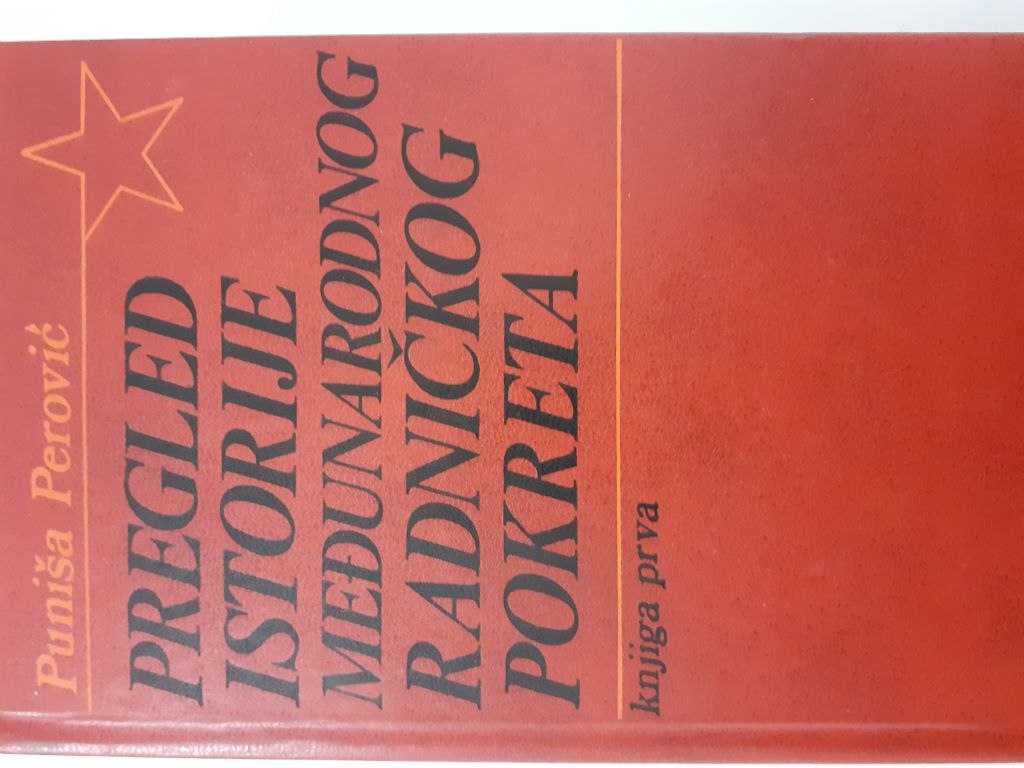 Puniša Perović
PREGLED
ISTORIJE
MEĐUNARODNOG
RADNIČKOG
POKRETA
knjiga prva